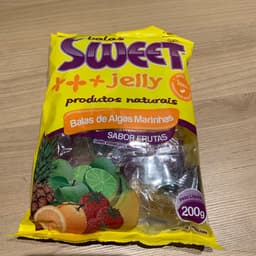 balas
SWEET
jelly
produtos naturais
Balas de Algas Marinhas
SABOR FRUTAS
200g